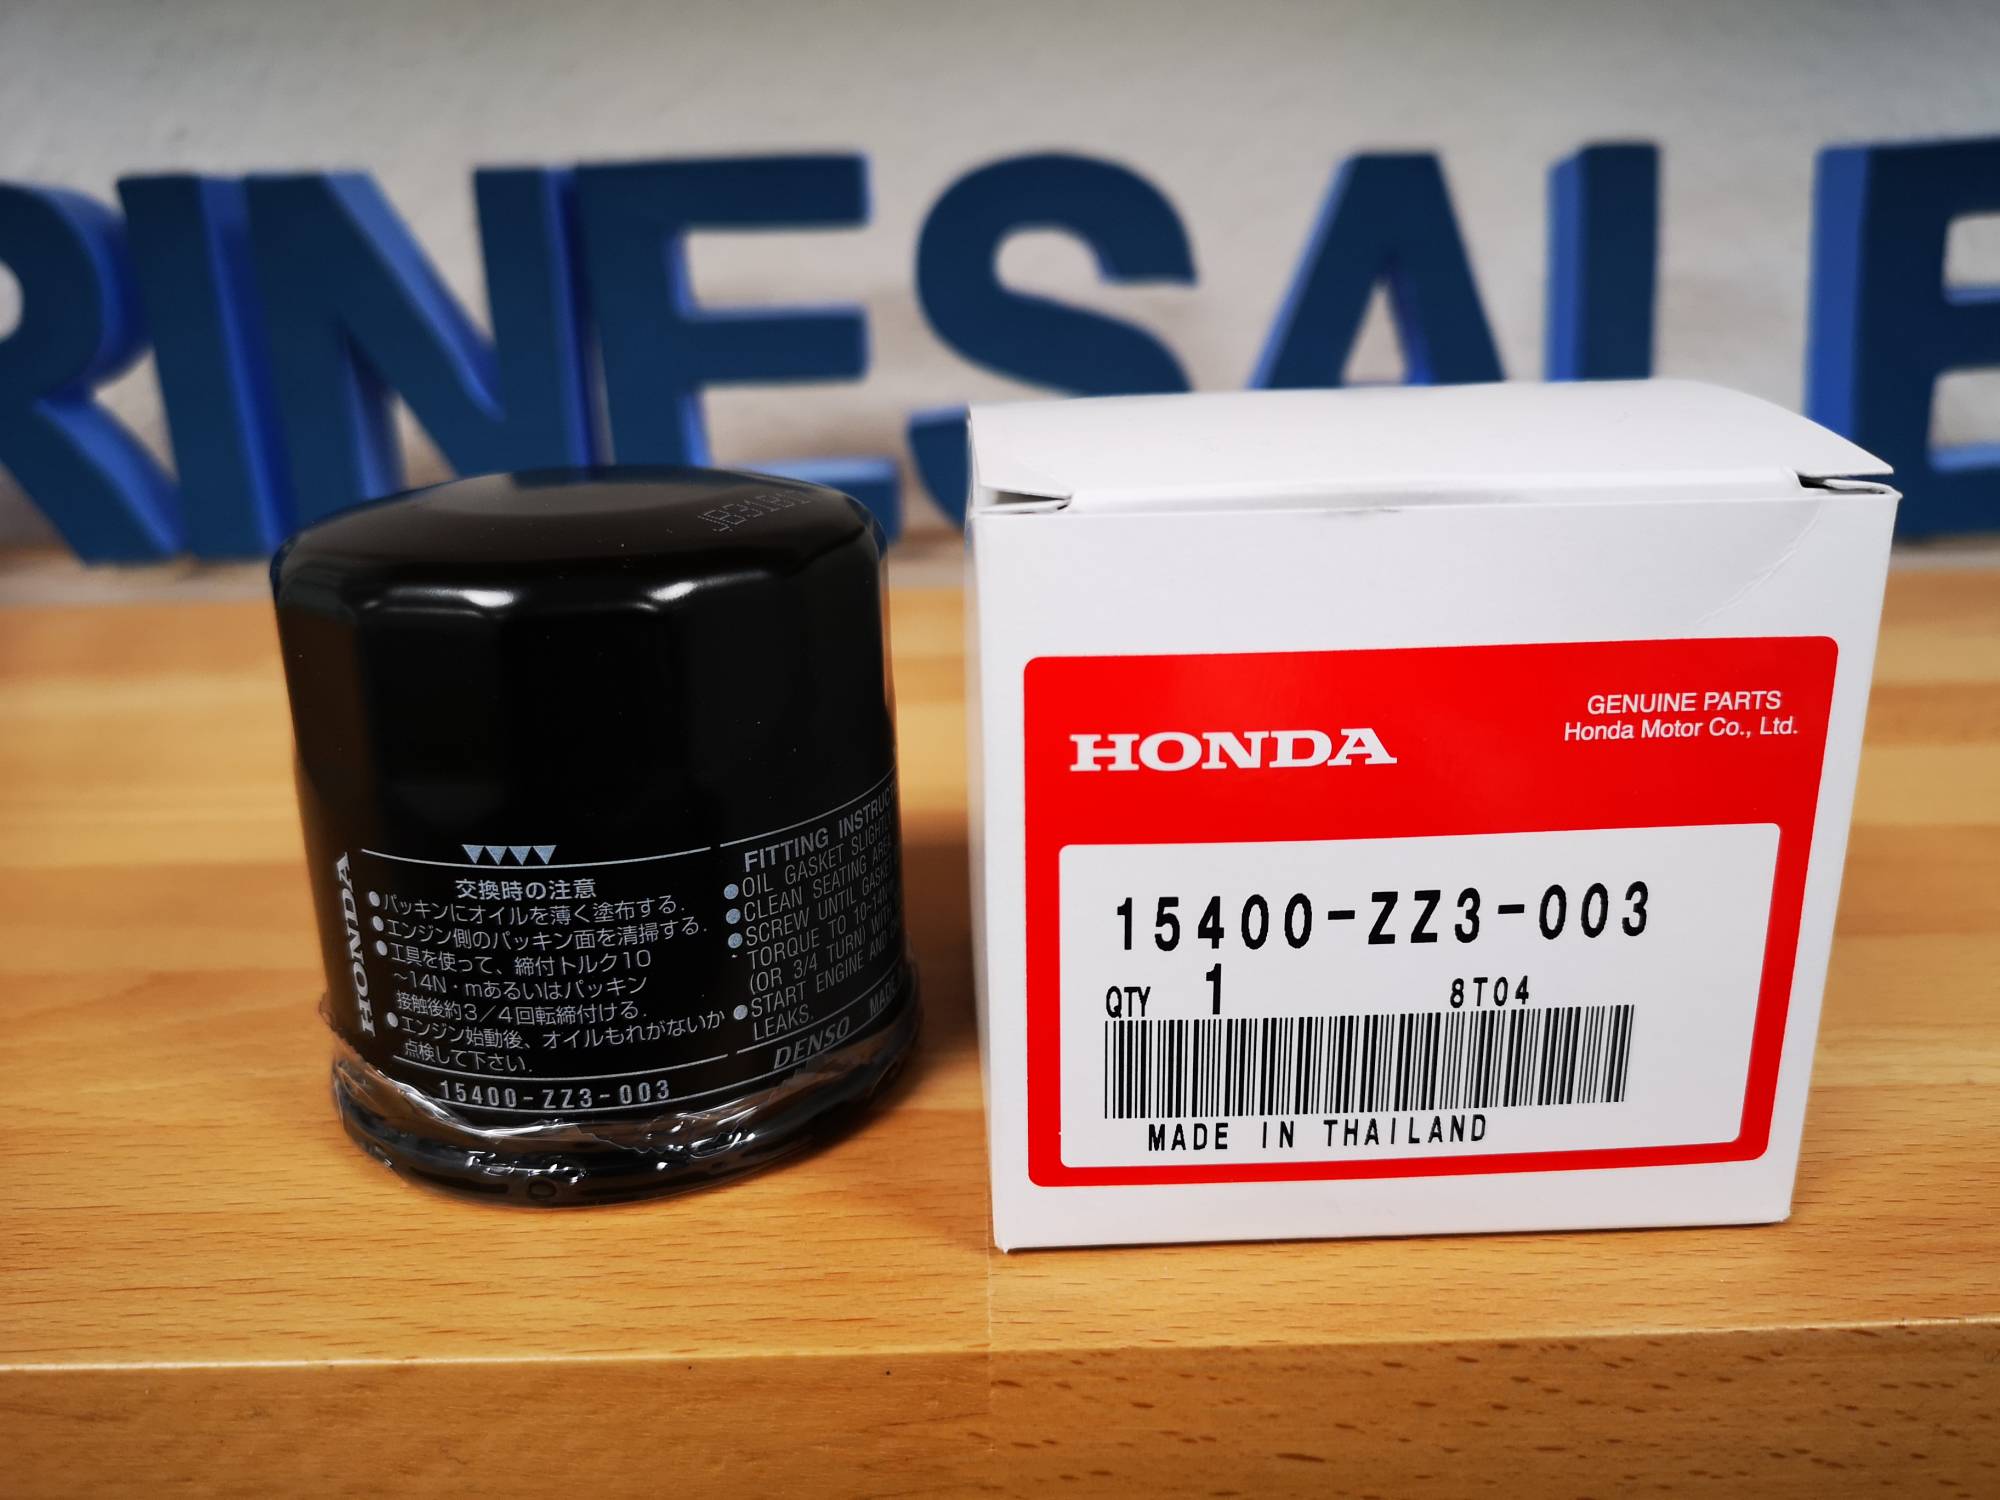 RINESALE
JB31B17
HONDA
交換時の注意
●パッキンにオイルを薄く塗布する.
●エンジン側のパッキン面を清掃する.
●工具を使って、締付トルク10
～14N・mあるいはパッキン
接触後約3／4回転締付ける.
●エンジン始動後、オイルもれがないか
点検して下さい.
15400-ZZ3-003
FITTING
●OIL GASKET SLIGHTLY
●CLEAN SEATING AREA
●SCREW UNTIL GASKET
TORQUE TO 10-14N
(OR 3/4 TURN) WITH
●START ENGINE AND
LEAKS.
DENSO MADE
HONDA
GENUINE PARTS
Honda Motor Co., Ltd.
15400-ZZ3-003
QTY 1 8T04
MADE IN THAILAND